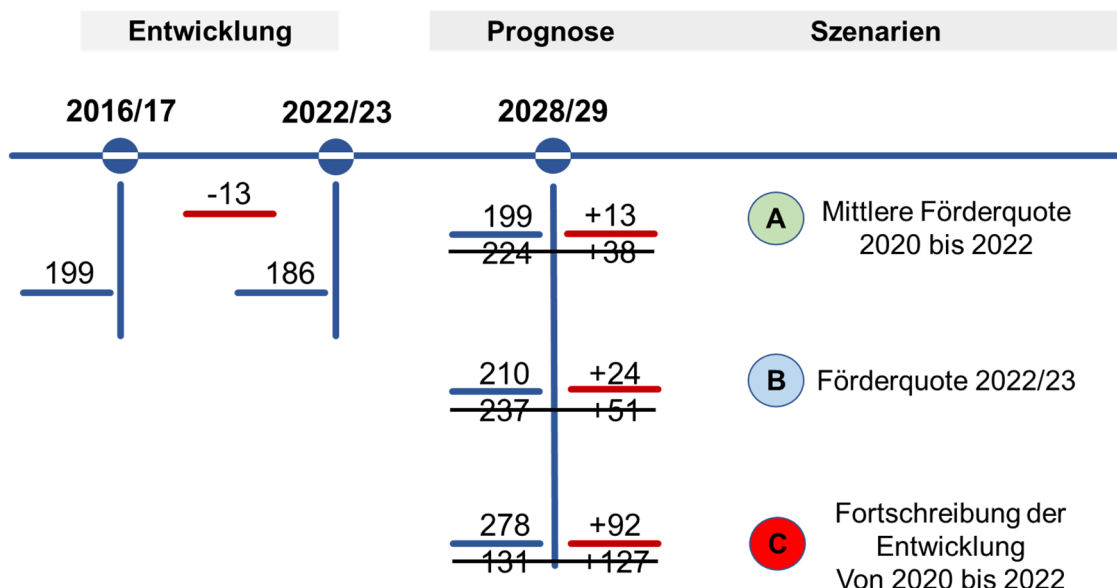 Entwicklung Prognose Szenarien
2016/17 2022/23 2028/29
-13
199 186
199 +13
224 +38
A Mittlere Förderquote
2020 bis 2022
210 +24
237 +51
B Förderquote 2022/23
278 +92
131 +127
C Fortschreibung der
Entwicklung
Von 2020 bis 2022